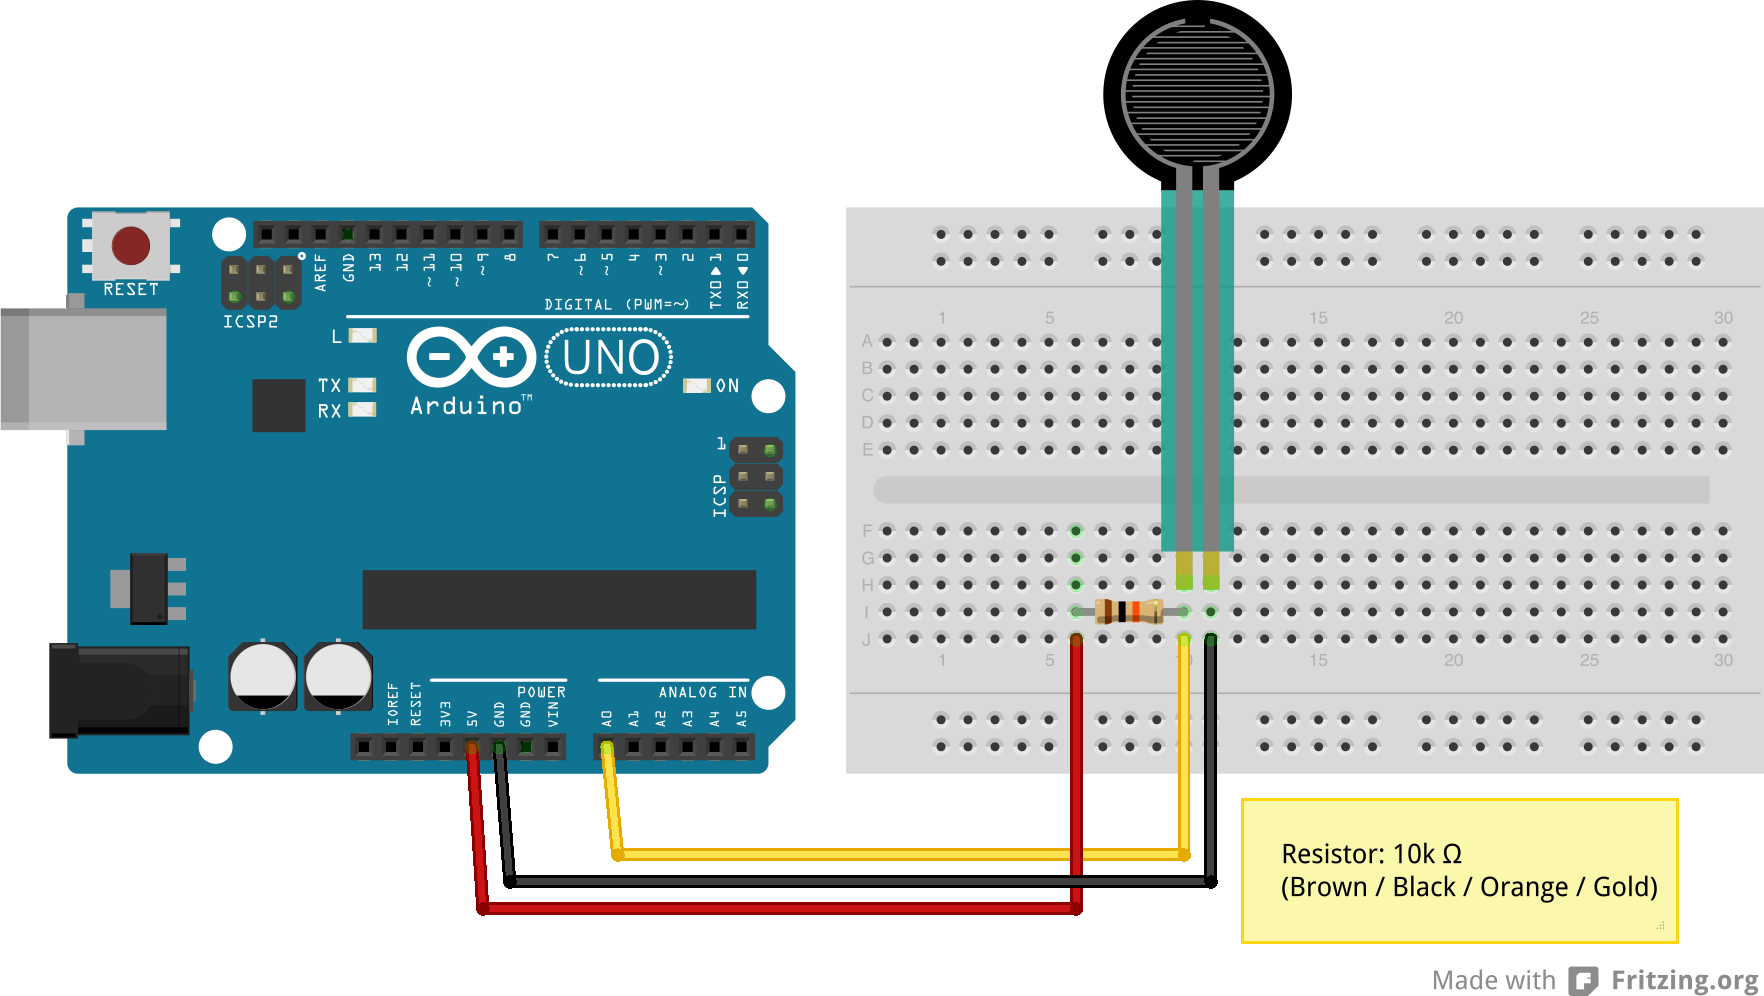 RESET
ICSP2
AREF
GND
13
12
~11
~10
~9
8
7
~6
~5
4
~3
2
TX0▶1
RX0◀0
DIGITAL (PWM=~)
L
TX
RX
Arduino™
UNO
ON
1
ICSP
IOREF
RESET
3V3
5V
GND
GND
VIN
POWER
ANALOG IN
A0
A1
A2
A3
A4
A5
1 5 15 20 25 30
A
B
C
D
E
F
G
H
I
J
1 5 10 15 20 25 30
Resistor: 10k Ω
(Brown / Black / Orange / Gold)
Made with Fritzing.org